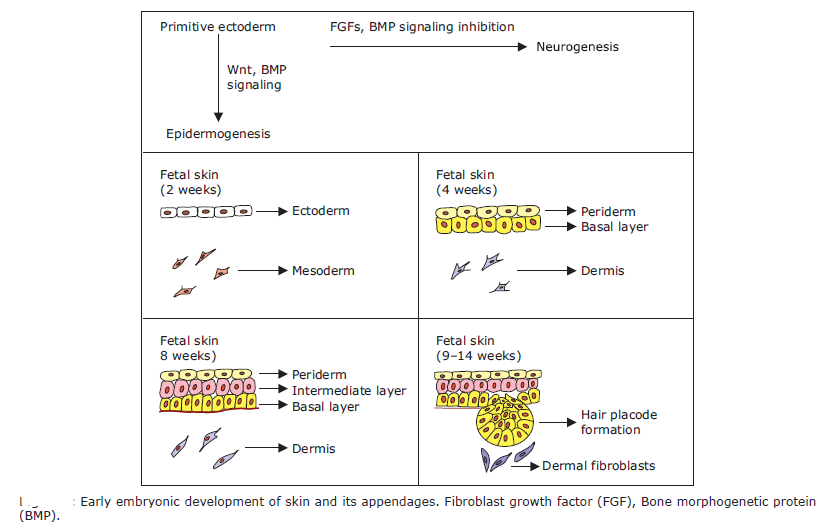 Primitive ectoderm
FGFs, BMP signaling inhibition
Neurogenesis
Wnt, BMP
signaling
Epidermogenesis
Fetal skin
(2 weeks)
Ectoderm
Mesoderm
Fetal skin
(4 weeks)
Periderm
Basal layer
Dermis
Fetal skin
8 weeks)
Periderm
Intermediate layer
Basal layer
Dermis
Fetal skin
(9–14 weeks)
Hair placode
formation
Dermal fibroblasts
: Early embryonic development of skin and its appendages. Fibroblast growth factor (FGF), Bone morphogenetic protein
(BMP).